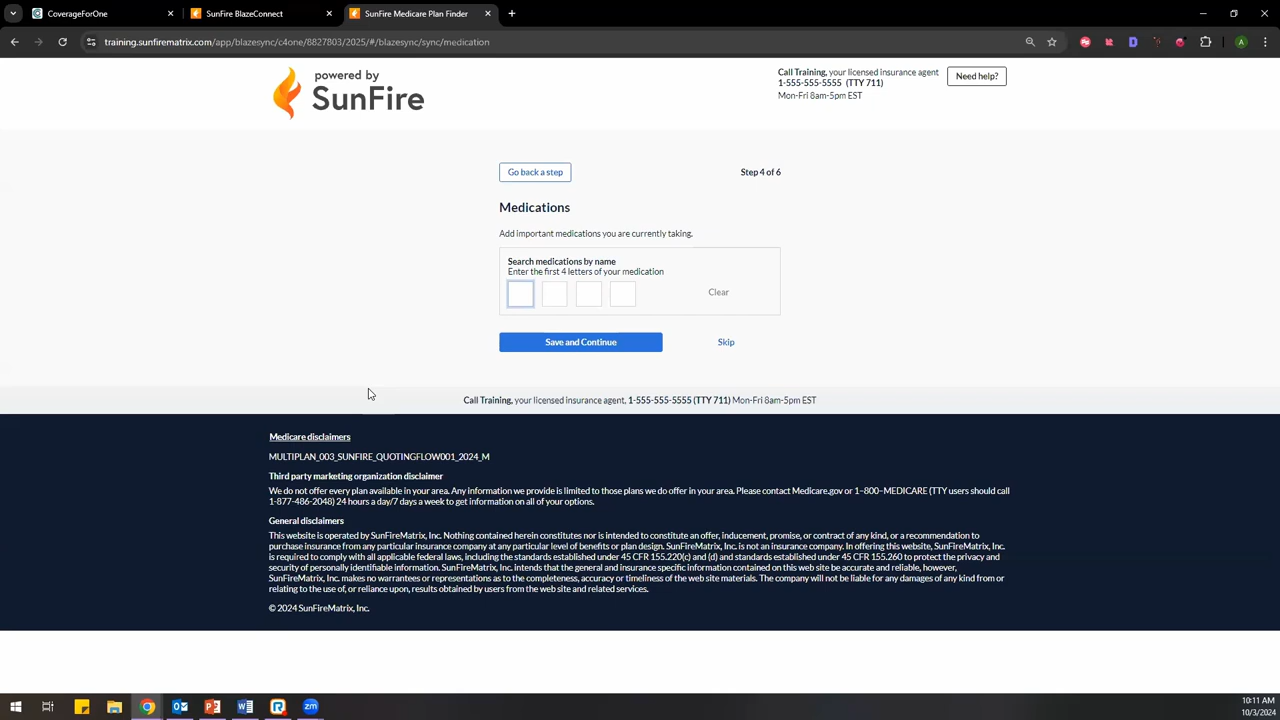 CoverageForOne
SunFire BlazeConnect
SunFire Medicare Plan Finder
training.sunfirematrix.com/app/blazesync/c4one/8827803/2025/#/blazesync/sync/medication
powered by
SunFire
Call Training, your licensed insurance agent
1-555-555-5555 (TTY 711)
Mon-Fri 8am-5pm EST
Need help?
Go back a step
Step 4 of 6
Medications
Add important medications you are currently taking.
Search medications by name
Enter the first 4 letters of your medication
Clear
Save and Continue
Skip
Call Training, your licensed insurance agent, 1-555-555-5555 (TTY 711) Mon-Fri 8am-5pm EST
Medicare disclaimers
MULTIPLAN_003_SUNFIRE_QUOTINGFLOW001_2024_M
Third party marketing organization disclaimer
We do not offer every plan available in your area. Any information we provide is limited to those plans we do offer in your area. Please contact Medicare.gov or 1-800-MEDICARE (TTY users should call
1-877-486-2048) 24 hours a day/7 days a week to get information on all of your options.
General disclaimers
This website is operated by SunFireMatrix, Inc. Nothing contained herein constitutes nor is intended to constitute an offer, inducement, promise, or contract of any kind, or a recommendation to
purchase insurance from any particular insurance company at any particular level of benefits or plan design. SunFireMatrix, Inc. is not an insurance company. In offering this website, SunFireMatrix, Inc.
is required to comply with all applicable federal laws, including the standards established under 45 CFR 155.220(c) and (d) and standards established under 45 CFR 155.260 to protect the privacy and
security of personally identifiable information. SunFireMatrix, Inc. intends that the general and insurance specific information contained on this web site be accurate and reliable, however,
SunFireMatrix, Inc. makes no warrantees or representations as to the completeness, accuracy or timeliness of the web site materials. The company will not be liable for any damages of any kind from or
relating to the use of, or reliance upon, results obtained by users from the web site and related services.
© 2024 SunFireMatrix, Inc.
10:11 AM
10/3/2024